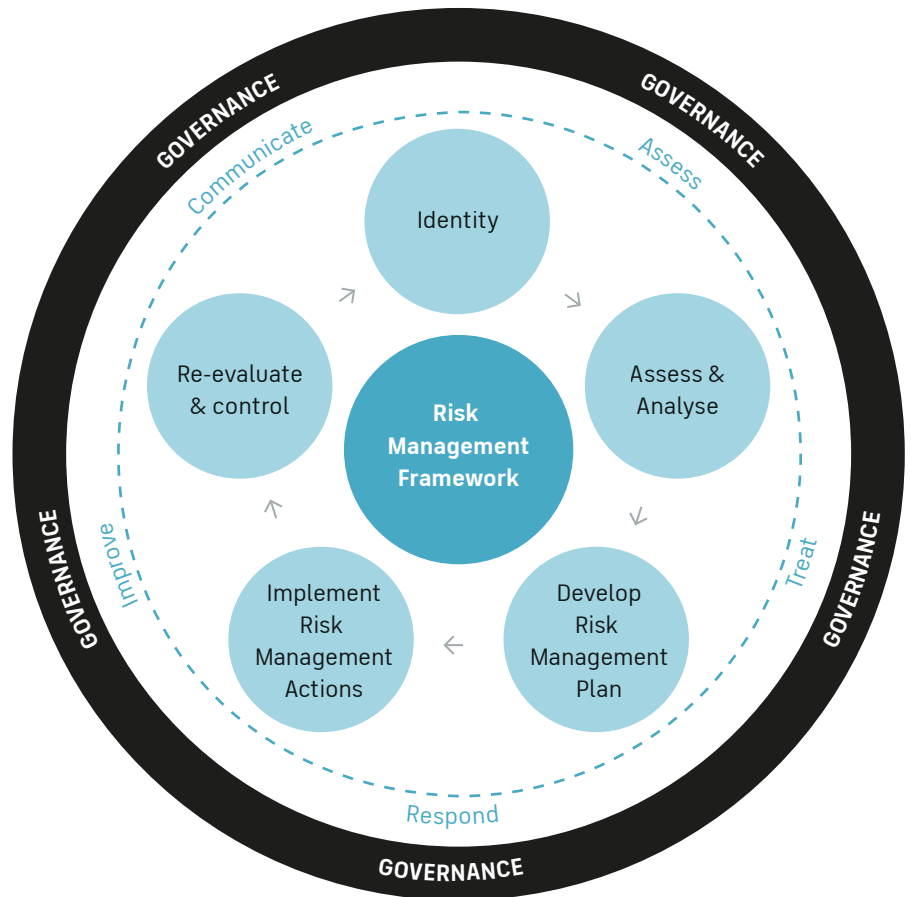 GOVERNANCE
GOVERNANCE
Communicate
Assess
Identity
Re-evaluate
& control
Assess &
Analyse
Risk
Management
Framework
GOVERNANCE
GOVERNANCE
Improve
Treat
Implement
Risk
Management
Actions
Develop
Risk
Management
Plan
Respond
GOVERNANCE